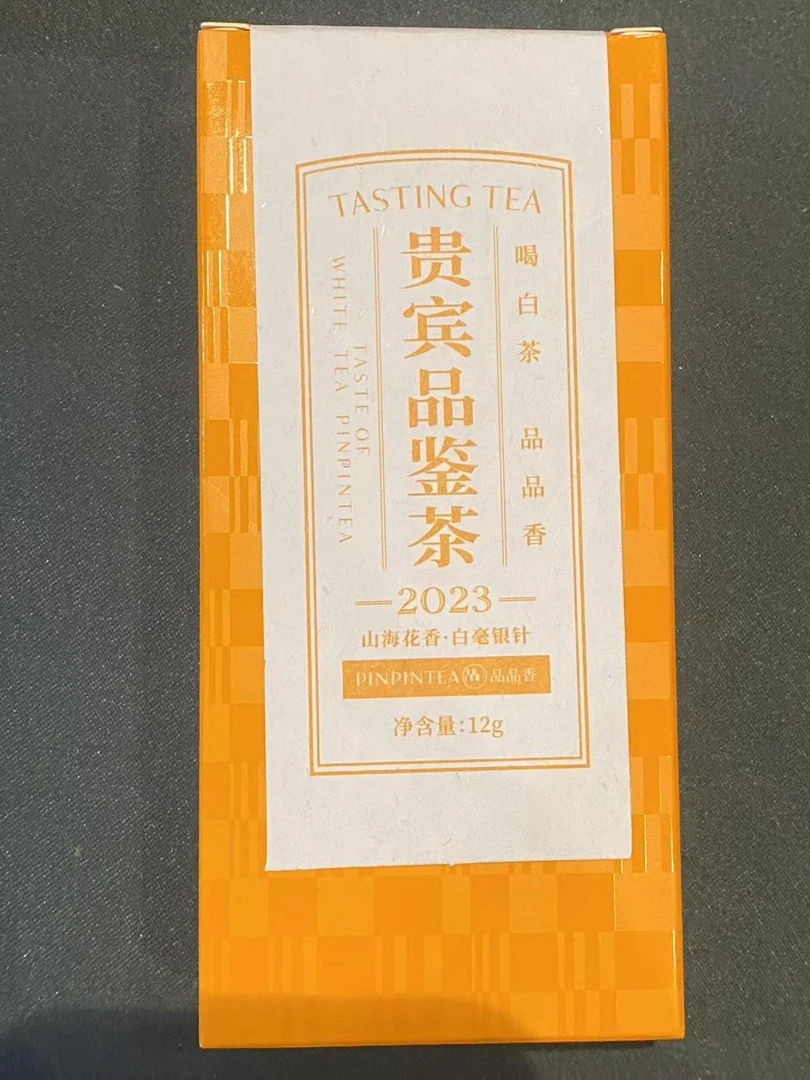 TASTING TEA
喝白茶 品品香
贵宾品鉴茶
TASTE OF
WHITE TEA PINPINTEA
2023
山海花香·白毫银针
PINPINTEA 品品香
净含量:12g